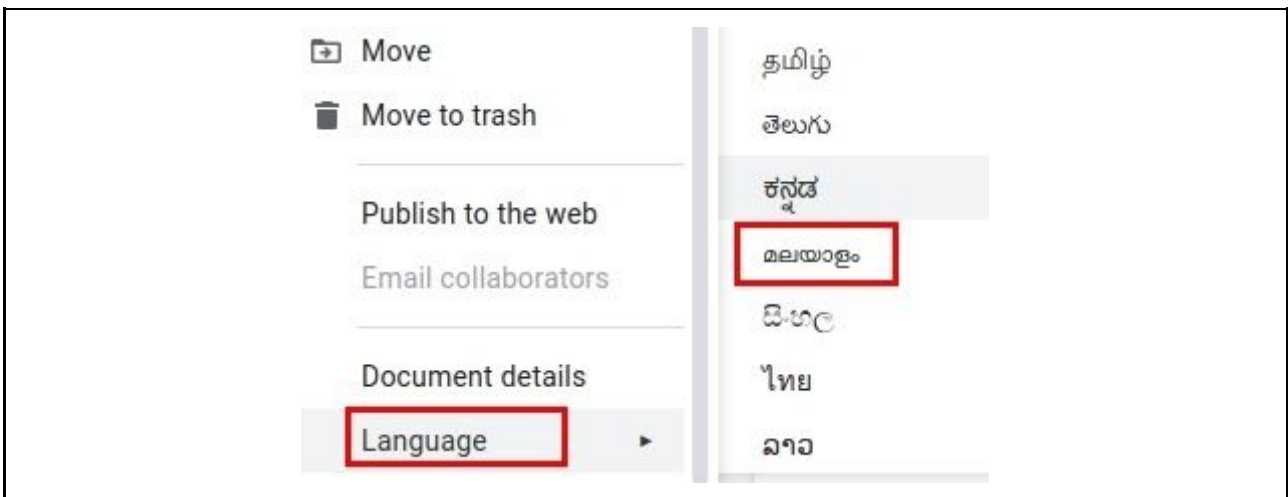 Move
Move to trash
Publish to the web
Email collaborators
Document details
Language
தமிழ்
తెలుగు
ಕನ್ನಡ
മലയാളം
සිංහල
ไทย
ລາວ